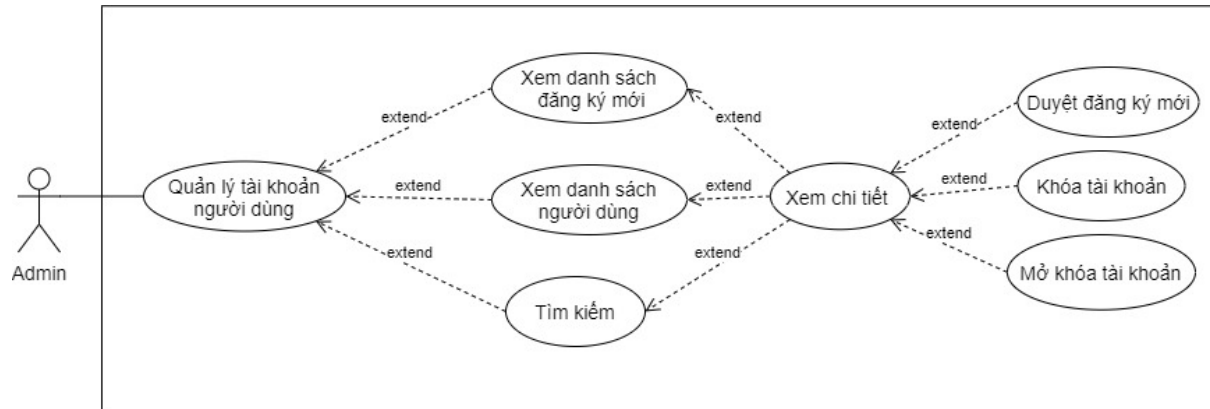 Admin
Quản lý tài khoản
người dùng
extend
extend
extend
Xem danh sách
đăng ký mới
Xem danh sách
người dùng
Tìm kiếm
extend
extend
extend
Xem chi tiết
extend
extend
extend
Duyệt đăng ký mới
Khóa tài khoản
Mở khóa tài khoản